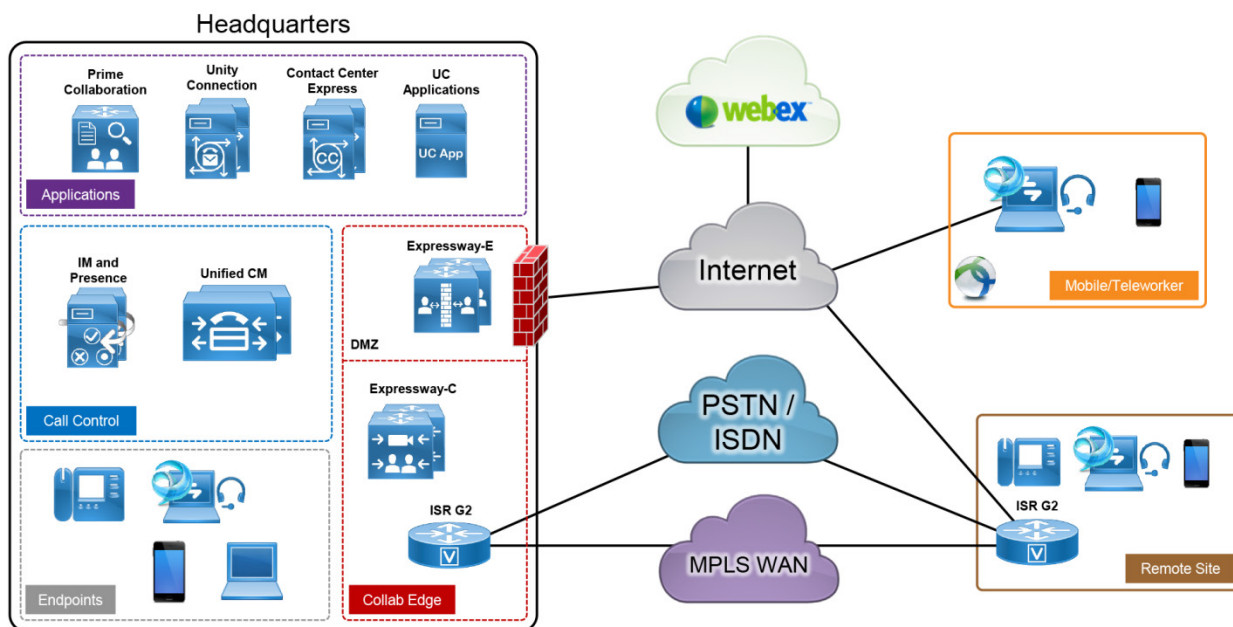 Headquarters
Prime
Collaboration
Unity
Connection
Contact Center
Express
UC
Applications
CC
UC App
Applications
IM and
Presence
Unified CM
Call Control
Expressway-E
DMZ
Expressway-C
ISR G2
V
Collab Edge
Endpoints
webex
Internet
PSTN /
ISDN
MPLS WAN
Mobile/Teleworker
ISR G2
V
Remote Site